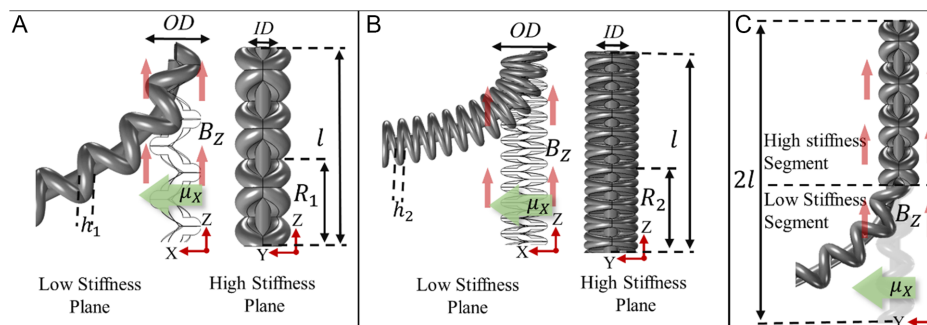 A
OD
ID
l
B_Z
R_1
h_1
μ_X
Z
Z
X
Y
Low Stiffness
Plane
High Stiffness
Plane
B
OD
ID
l
B_Z
R_2
h_2
μ_X
Z
Z
X
Y
Low Stiffness
Plane
High Stiffness
Plane
C
2l
High stiffness
Segment
Low Stiffness
Segment
B_Z
μ_X
Y